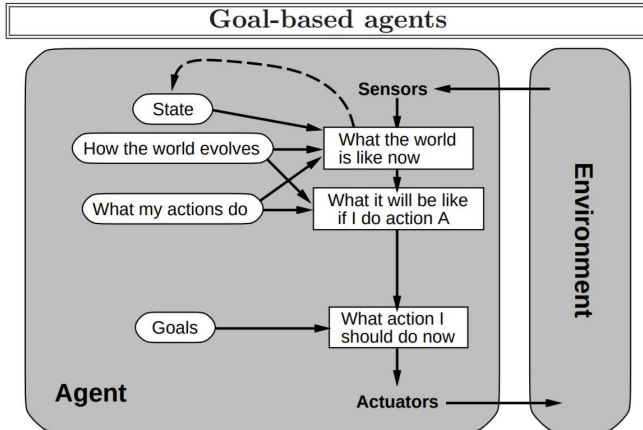 Goal-based agents
Sensors
State
What the world
is like now
How the world evolves
What it will be like
if I do action A
What my actions do
What action I
should do now
Goals
Agent
Actuators
Environment